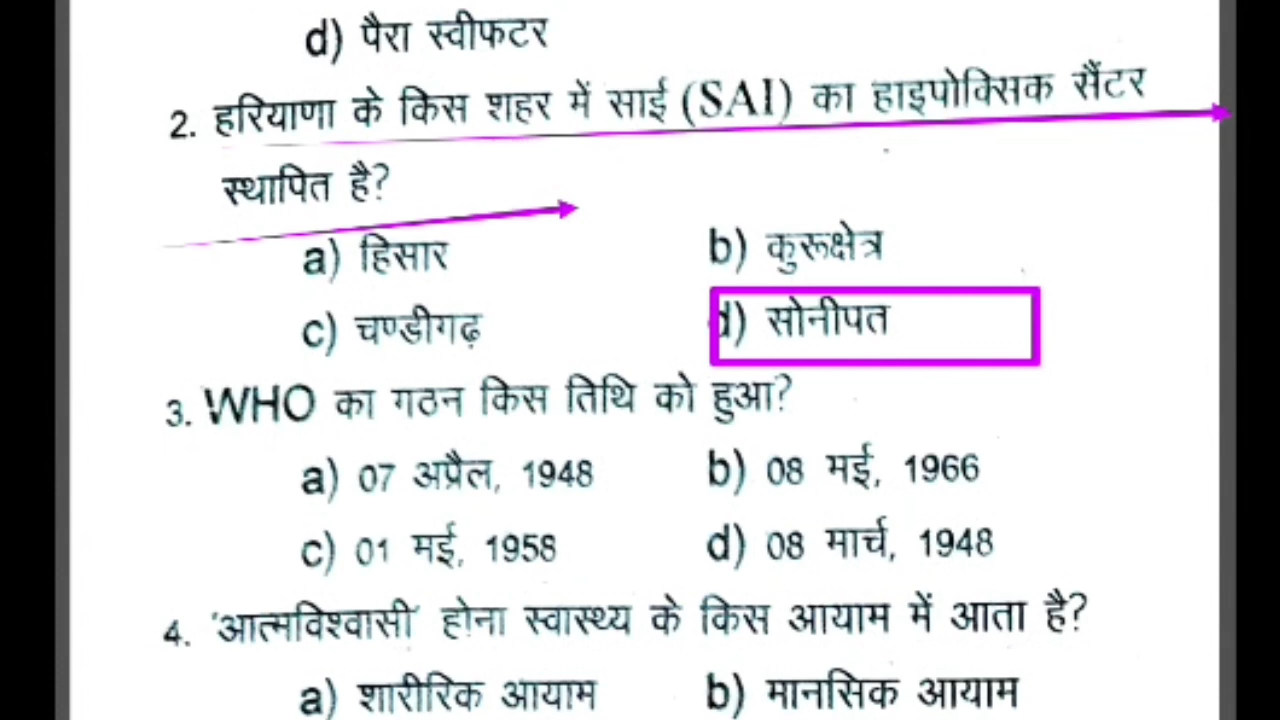 d) पैरा स्वीफटर
2. हरियाणा के किस शहर में साई (SAI) का हाइपोक्सिक सैंटर
स्थापित है?
a) हिसार b) कुरूक्षेत्र
c) चण्डीगढ़ d) सोनीपत
3. WHO का गठन किस तिथि को हुआ?
a) 07 अप्रैल, 1948 b) 08 मई, 1966
c) 01 मई, 1958 d) 08 मार्च, 1948
4. 'आत्मविश्वासी' होना स्वास्थ्य के किस आयाम में आता है?
a) शारीरिक आयाम b) मानसिक आयाम